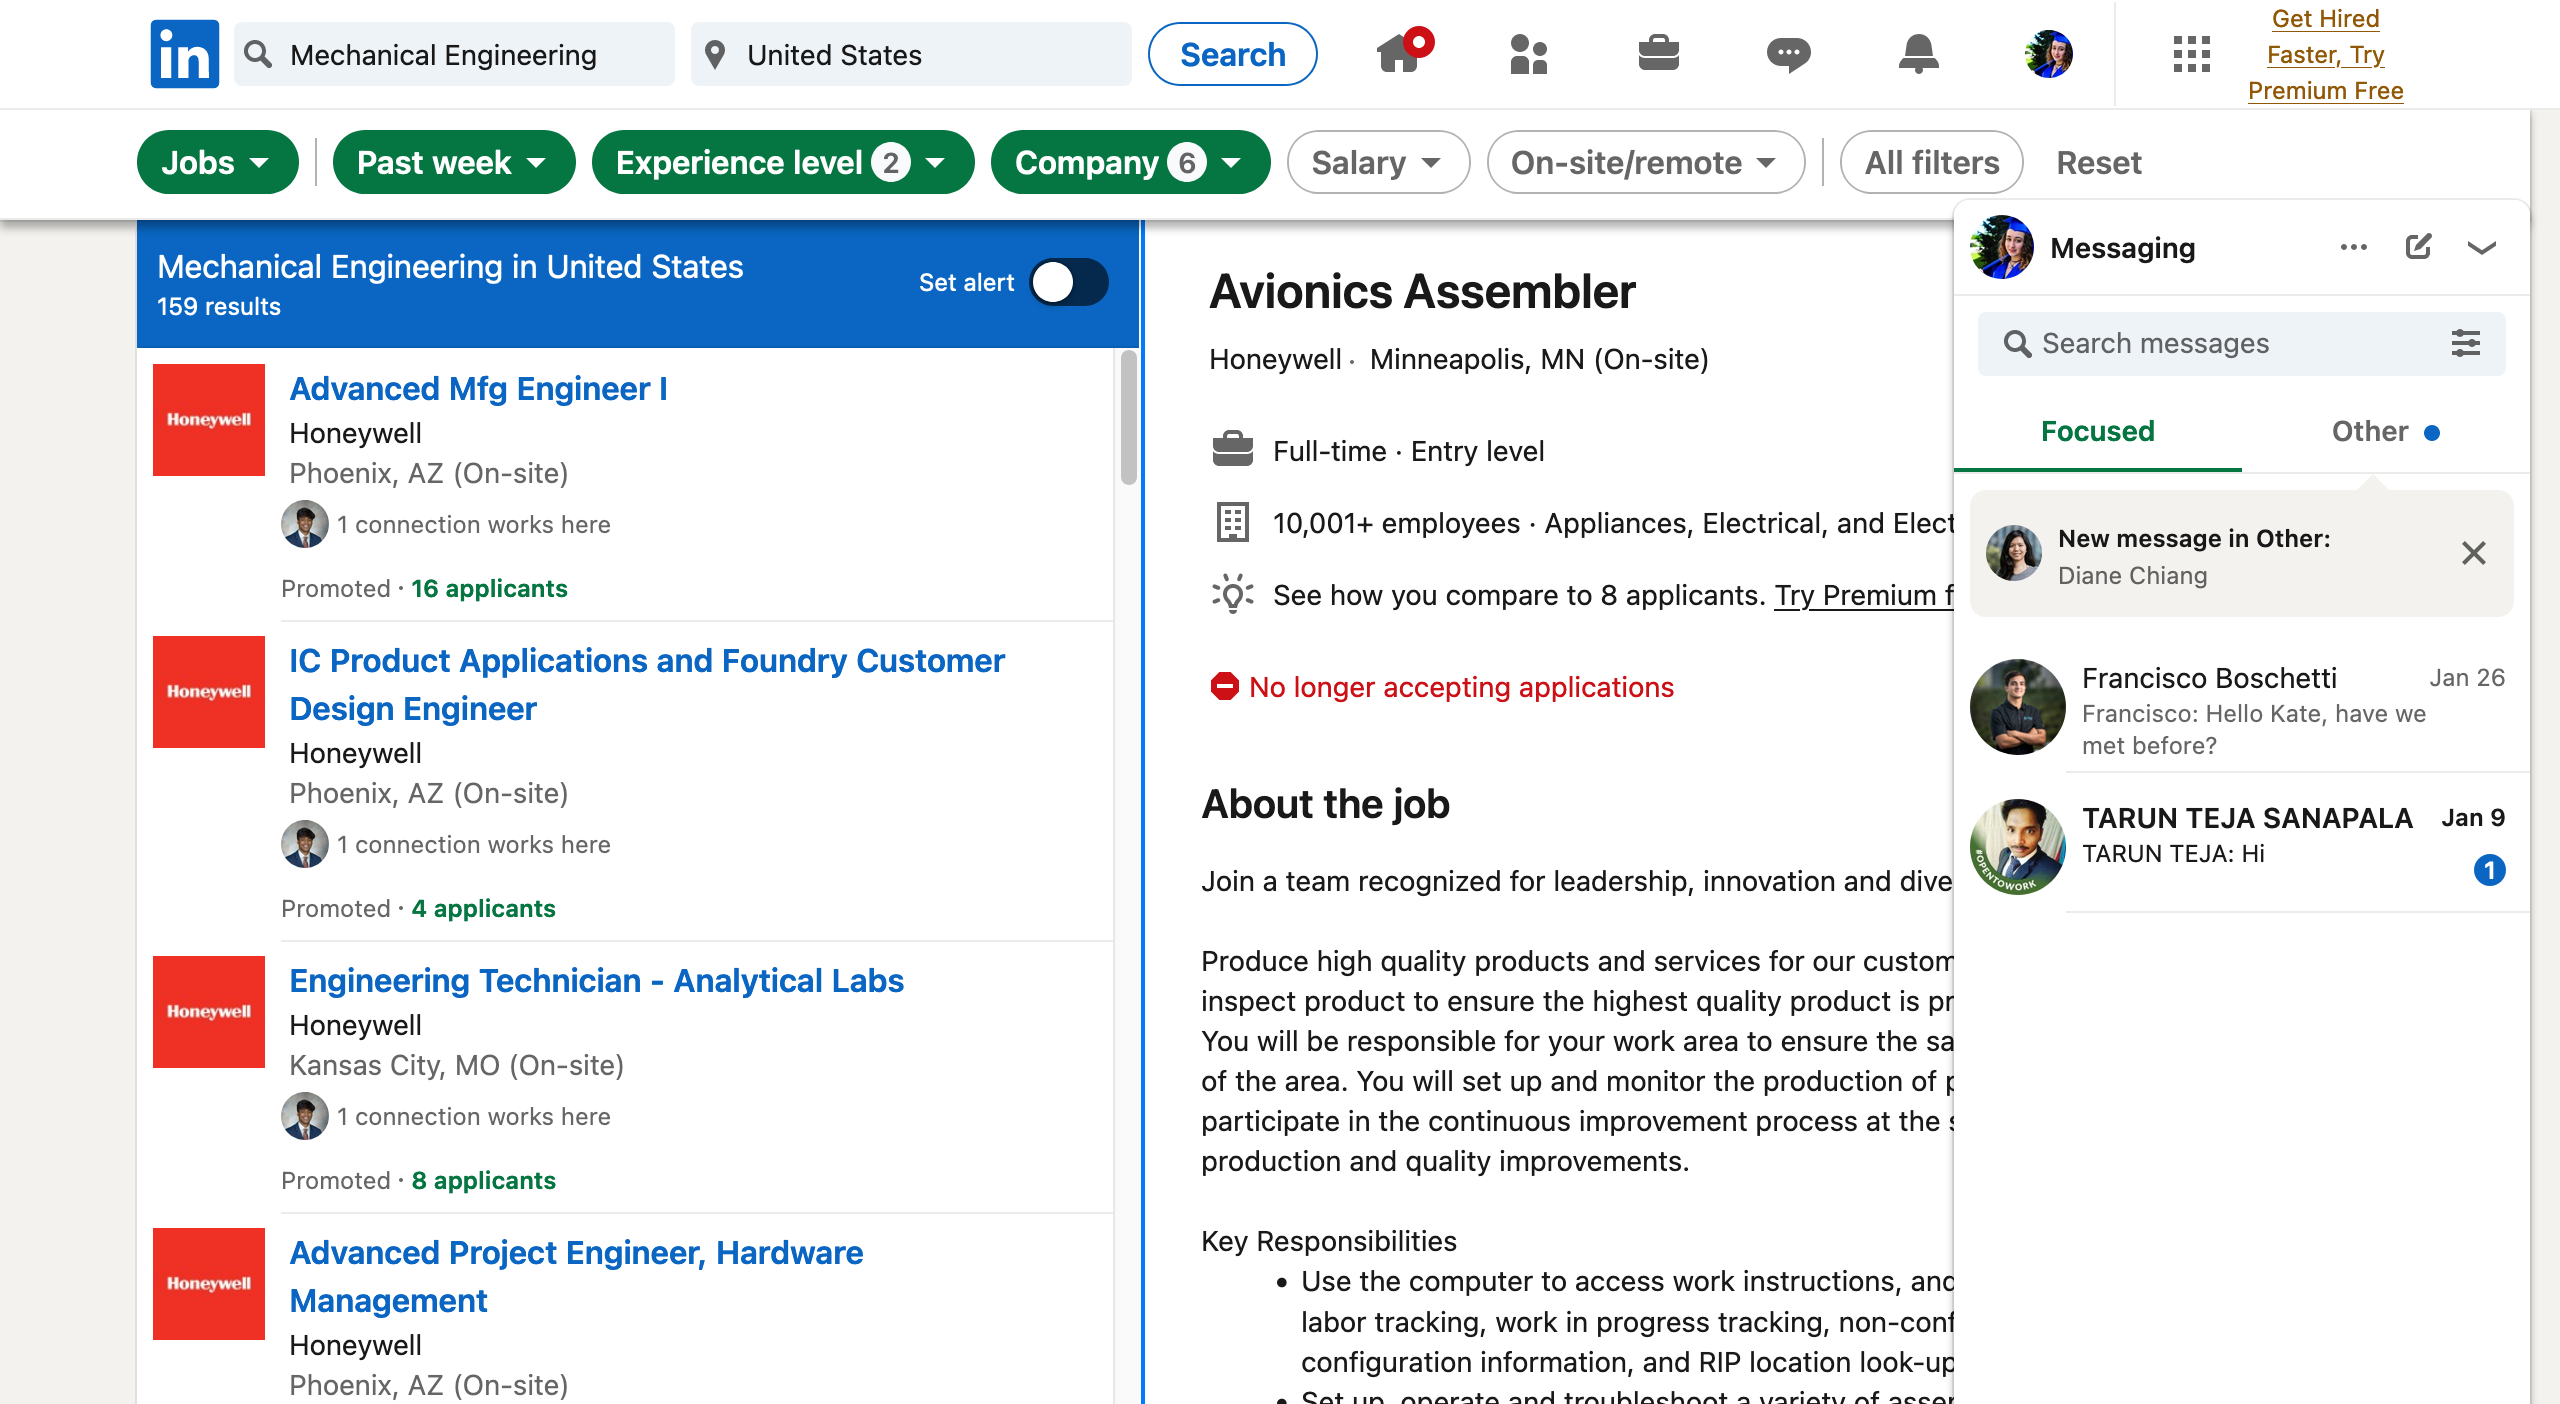 in
Mechanical Engineering
United States
Search
Get Hired
Faster, Try
Premium Free
Jobs
Past week
Experience level 2
Company 6
Salary
On-site/remote
All filters
Reset
Mechanical Engineering in United States
159 results
Set alert
Honeywell
Advanced Mfg Engineer I
Honeywell
Phoenix, AZ (On-site)
1 connection works here
Promoted · 16 applicants
Honeywell
IC Product Applications and Foundry Customer
Design Engineer
Honeywell
Phoenix, AZ (On-site)
1 connection works here
Promoted · 4 applicants
Honeywell
Engineering Technician - Analytical Labs
Honeywell
Kansas City, MO (On-site)
1 connection works here
Promoted · 8 applicants
Honeywell
Advanced Project Engineer, Hardware
Management
Honeywell
Phoenix, AZ (On-site)
Avionics Assembler
Honeywell · Minneapolis, MN (On-site)
Full-time · Entry level
10,001+ employees · Appliances, Electrical, and Elect
See how you compare to 8 applicants. Try Premium f
No longer accepting applications
About the job
Join a team recognized for leadership, innovation and dive
Produce high quality products and services for our custom
inspect product to ensure the highest quality product is pr
You will be responsible for your work area to ensure the sa
of the area. You will set up and monitor the production of p
participate in the continuous improvement process at the s
production and quality improvements.
Key Responsibilities
• Use the computer to access work instructions, and
labor tracking, work in progress tracking, non-conf
configuration information, and RIP location look-up
• Set up, operate and troubleshoot a variety of asser
Messaging
Search messages
Focused
Other
New message in Other:
Diane Chiang
Francisco Boschetti
Jan 26
Francisco: Hello Kate, have we
met before?
#OPENTOWORK
TARUN TEJA SANAPALA
Jan 9
TARUN TEJA: Hi
1